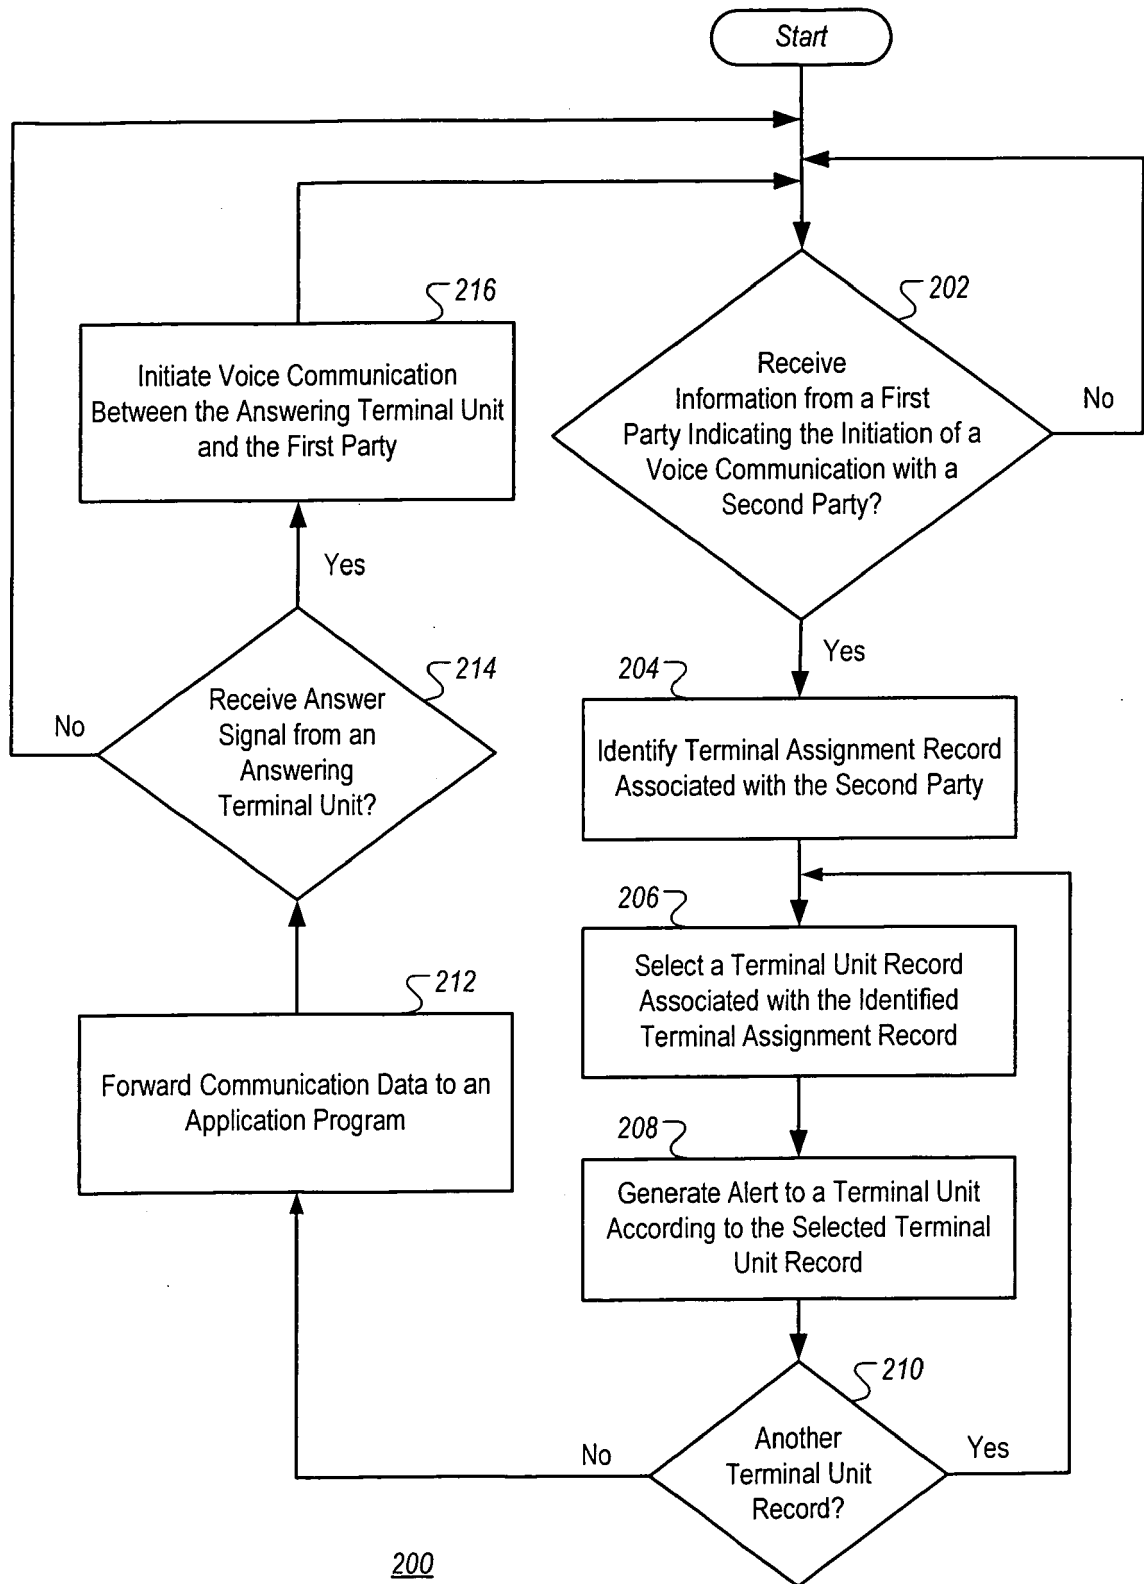 Start
202
Receive
Information from a First
Party Indicating the Initiation of a
Voice Communication with a
Second Party?
No
Yes
204
Identify Terminal Assignment Record
Associated with the Second Party
206
Select a Terminal Unit Record
Associated with the Identified
Terminal Assignment Record
208
Generate Alert to a Terminal Unit
According to the Selected Terminal
Unit Record
210
Another
Terminal Unit
Record?
Yes
No
212
Forward Communication Data to an
Application Program
214
Receive Answer
Signal from an
Answering
Terminal Unit?
No
Yes
216
Initiate Voice Communication
Between the Answering Terminal Unit
and the First Party
200